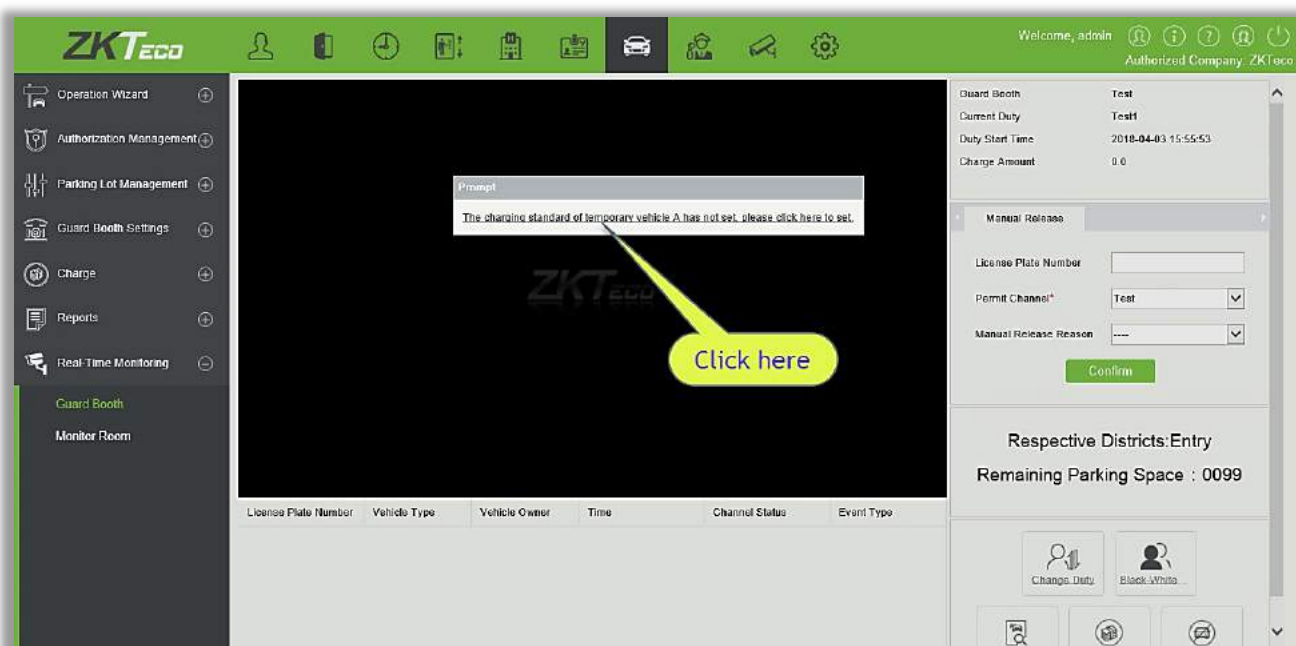 ZKTeco
Welcome, admin
Authorized Company: ZKTeco
Operation Wizard
Authorization Management
Parking Lot Management
Guard Booth Settings
Charge
Reports
Real-Time Monitoring
Guard Booth
Monitor Room
Prompt
The charging standard of temporary vehicle A has not set, please click here to set.
ZKTeco
Click here
License Plate Number Vehicle Type Vehicle Owner Time Channel Status Event Type
Guard Booth Test
Current Duty Test1
Duty Start Time 2018-04-03 15:55:53
Charge Amount 0.0
Manual Release
License Plate Number
Permit Channel* Test
Manual Release Reason ----
Confirm
Respective Districts:Entry
Remaining Parking Space : 0099
Change Duty Black-White...